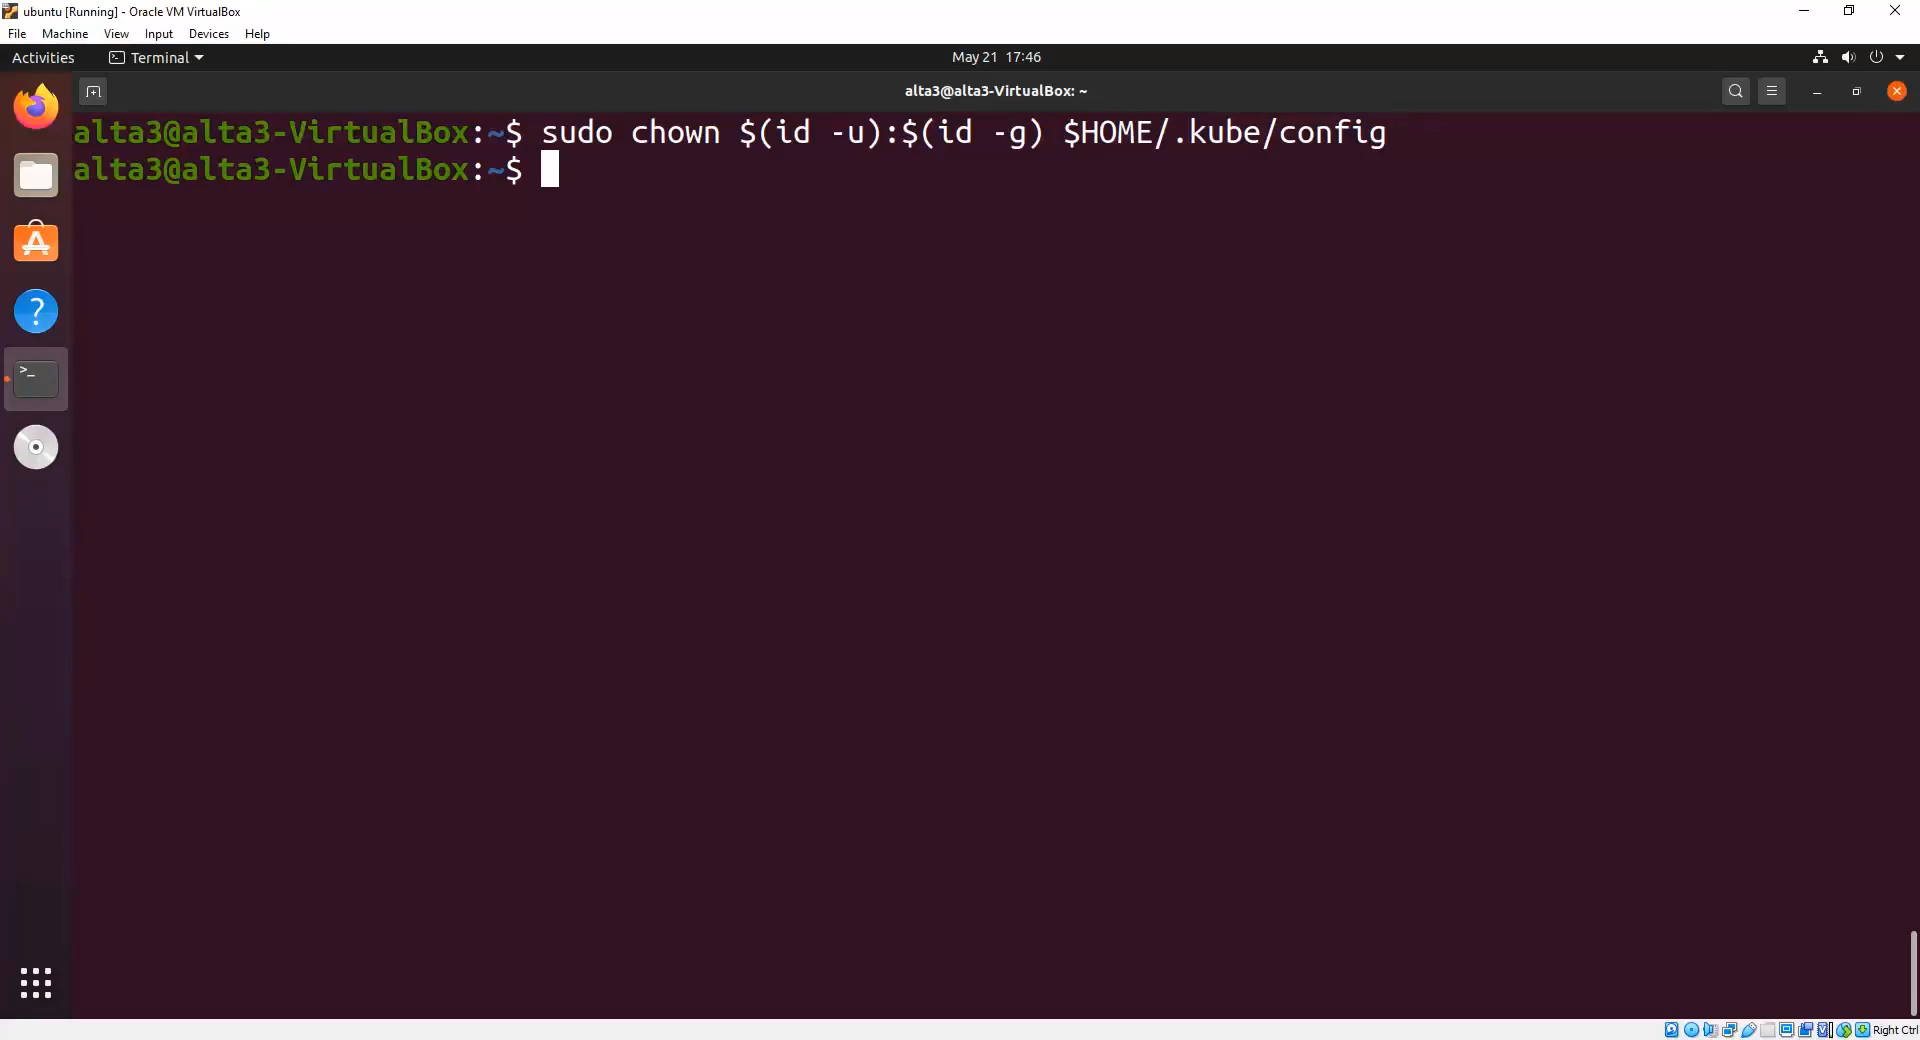 ubuntu [Running] - Oracle VM VirtualBox
File Machine View Input Devices Help
Activities Terminal May 21 17:46
alta3@alta3-VirtualBox: ~
alta3@alta3-VirtualBox:~$ sudo chown $(id -u):$(id -g) $HOME/.kube/config
alta3@alta3-VirtualBox:~$
Right Ctrl